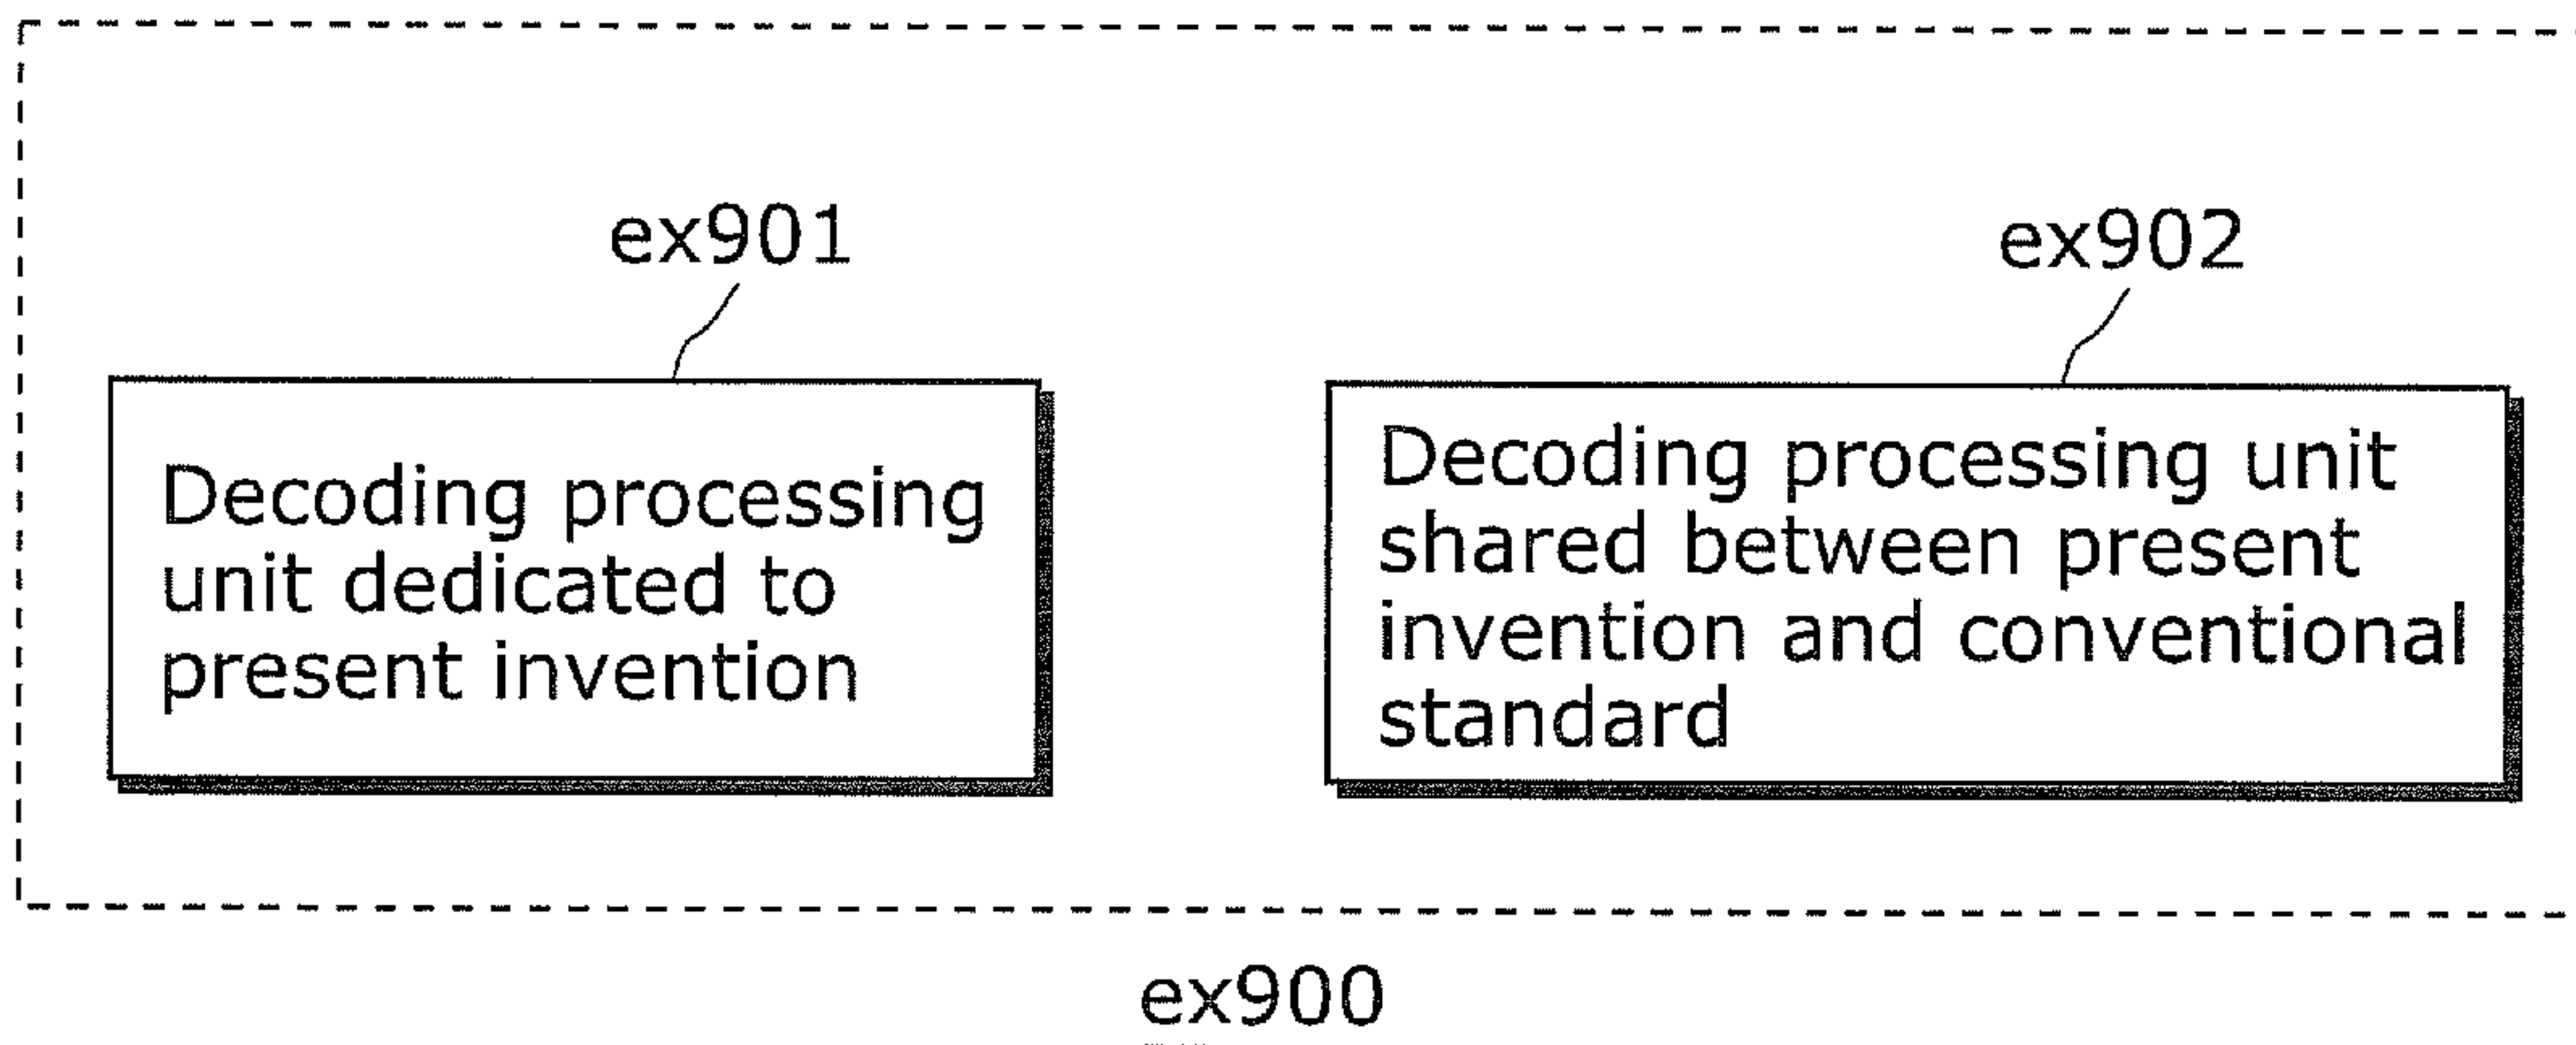 ex901
Decoding processing
unit dedicated to
present invention
ex902
Decoding processing unit
shared between present
invention and conventional
standard
ex900